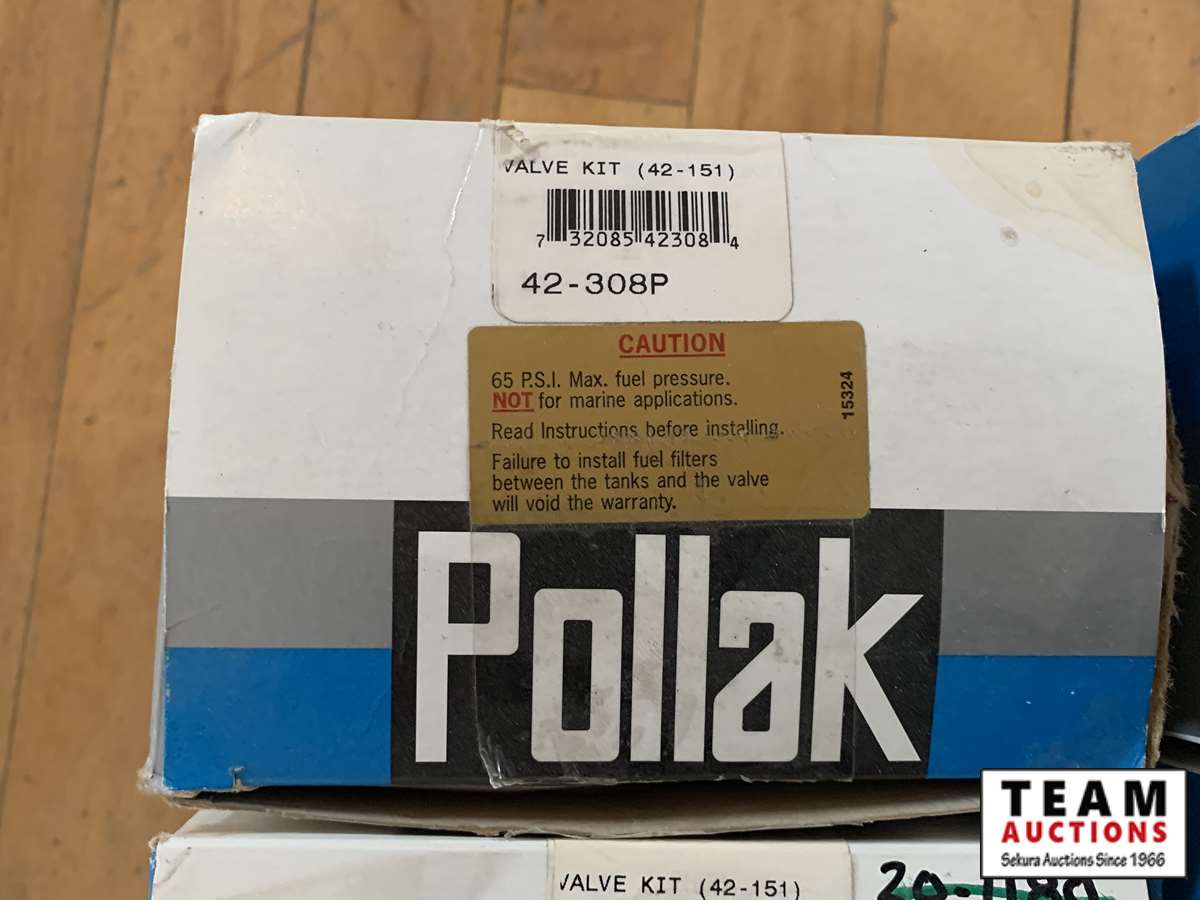 VALVE KIT (42-151)
7 32085 42308 4
42-308P
CAUTION
65 P.S.I. Max. fuel pressure.
NOT for marine applications.
Read Instructions before installing.
Failure to install fuel filters
between the tanks and the valve
will void the warranty.
15324
Pollak
VALVE KIT (42-151)
TEAM
AUCTIONS
Sekura Auctions Since 1966